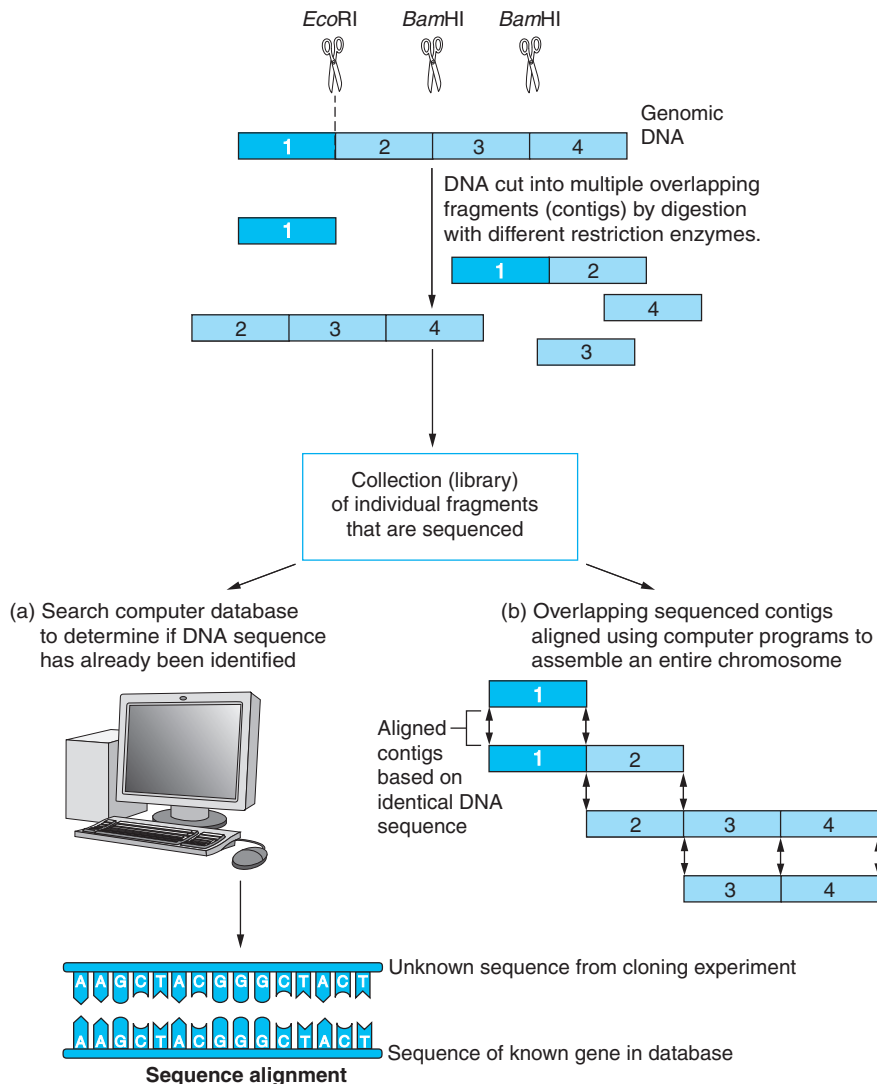 EcoRI BamHI BamHI
Genomic
DNA
1 2 3 4
DNA cut into multiple overlapping
fragments (contigs) by digestion
with different restriction enzymes.
1
1 2
4
2 3 4
3
Collection (library)
of individual fragments
that are sequenced
(a) Search computer database
to determine if DNA sequence
has already been identified
(b) Overlapping sequenced contigs
aligned using computer programs to
assemble an entire chromosome
1
Aligned
contigs
based on
identical DNA
sequence
1 2
2 3 4
3 4
AAGCTACGGGCTACT
Unknown sequence from cloning experiment
AAGCTACGGGCTACT
Sequence of known gene in database
Sequence alignment